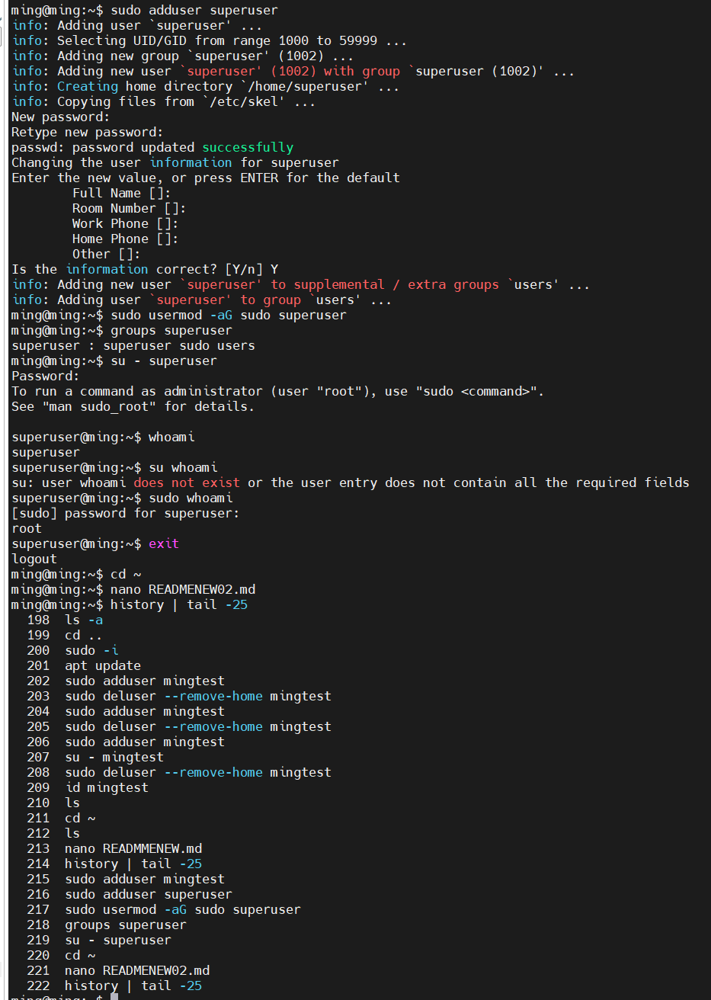 ming@ming:~$ sudo adduser superuser
info: Adding user `superuser' ...
info: Selecting UID/GID from range 1000 to 59999 ...
info: Adding new group `superuser' (1002) ...
info: Adding new user `superuser' (1002) with group `superuser (1002)' ...
info: Creating home directory `/home/superuser' ...
info: Copying files from `/etc/skel' ...
New password:
Retype new password:
passwd: password updated successfully
Changing the user information for superuser
Enter the new value, or press ENTER for the default
        Full Name []:
        Room Number []:
        Work Phone []:
        Home Phone []:
        Other []:
Is the information correct? [Y/n] Y
info: Adding new user `superuser' to supplemental / extra groups `users' ...
info: Adding user `superuser' to group `users' ...
ming@ming:~$ sudo usermod -aG sudo superuser
ming@ming:~$ groups superuser
superuser : superuser sudo users
ming@ming:~$ su - superuser
Password:
To run a command as administrator (user "root"), use "sudo <command>".
See "man sudo_root" for details.

superuser@ming:~$ whoami
superuser
superuser@ming:~$ su whoami
su: user whoami does not exist or the user entry does not contain all the required fields
superuser@ming:~$ sudo whoami
[sudo] password for superuser:
root
superuser@ming:~$ exit
logout
ming@ming:~$ cd ~
ming@ming:~$ nano READMENEW02.md
ming@ming:~$ history | tail -25
  198  ls -a
  199  cd ..
  200  sudo -i
  201  apt update
  202  sudo adduser mingtest
  203  sudo deluser --remove-home mingtest
  204  sudo adduser mingtest
  205  sudo deluser --remove-home mingtest
  206  sudo adduser mingtest
  207  su - mingtest
  208  sudo deluser --remove-home mingtest
  209  id mingtest
  210  ls
  211  cd ~
  212  ls
  213  nano READMMENEW.md
  214  history | tail -25
  215  sudo adduser mingtest
  216  sudo adduser superuser
  217  sudo usermod -aG sudo superuser
  218  groups superuser
  219  su - superuser
  220  cd ~
  221  nano READMENEW02.md
  222  history | tail -25
ming@ming:~$